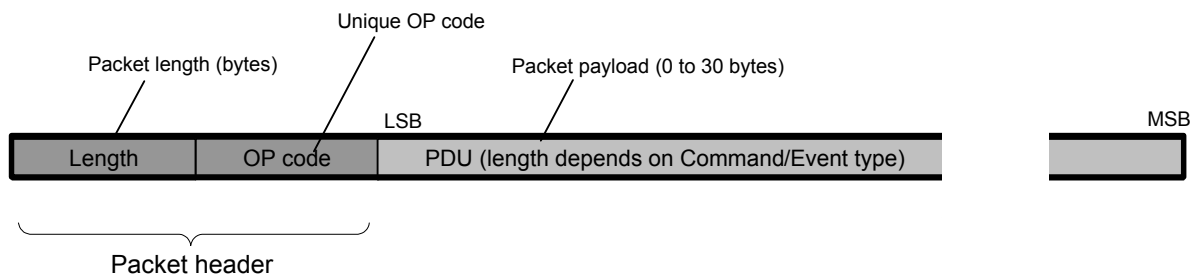 Unique OP code
Packet length (bytes)
Packet payload (0 to 30 bytes)
LSB
MSB
Length
OP code
PDU (length depends on Command/Event type)
Packet header